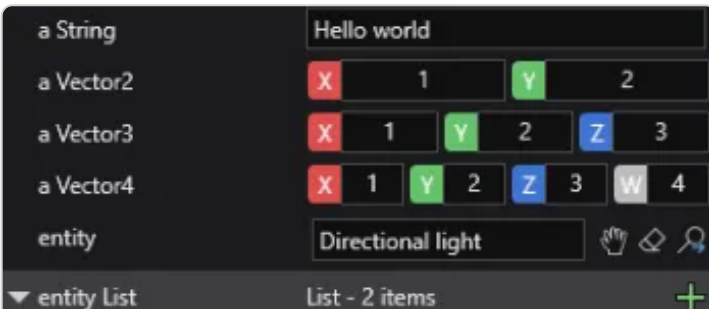 a String Hello world
a Vector2 X 1 Y 2
a Vector3 X 1 Y 2 Z 3
a Vector4 X 1 Y 2 Z 3 W 4
entity Directional light
entity List List - 2 items